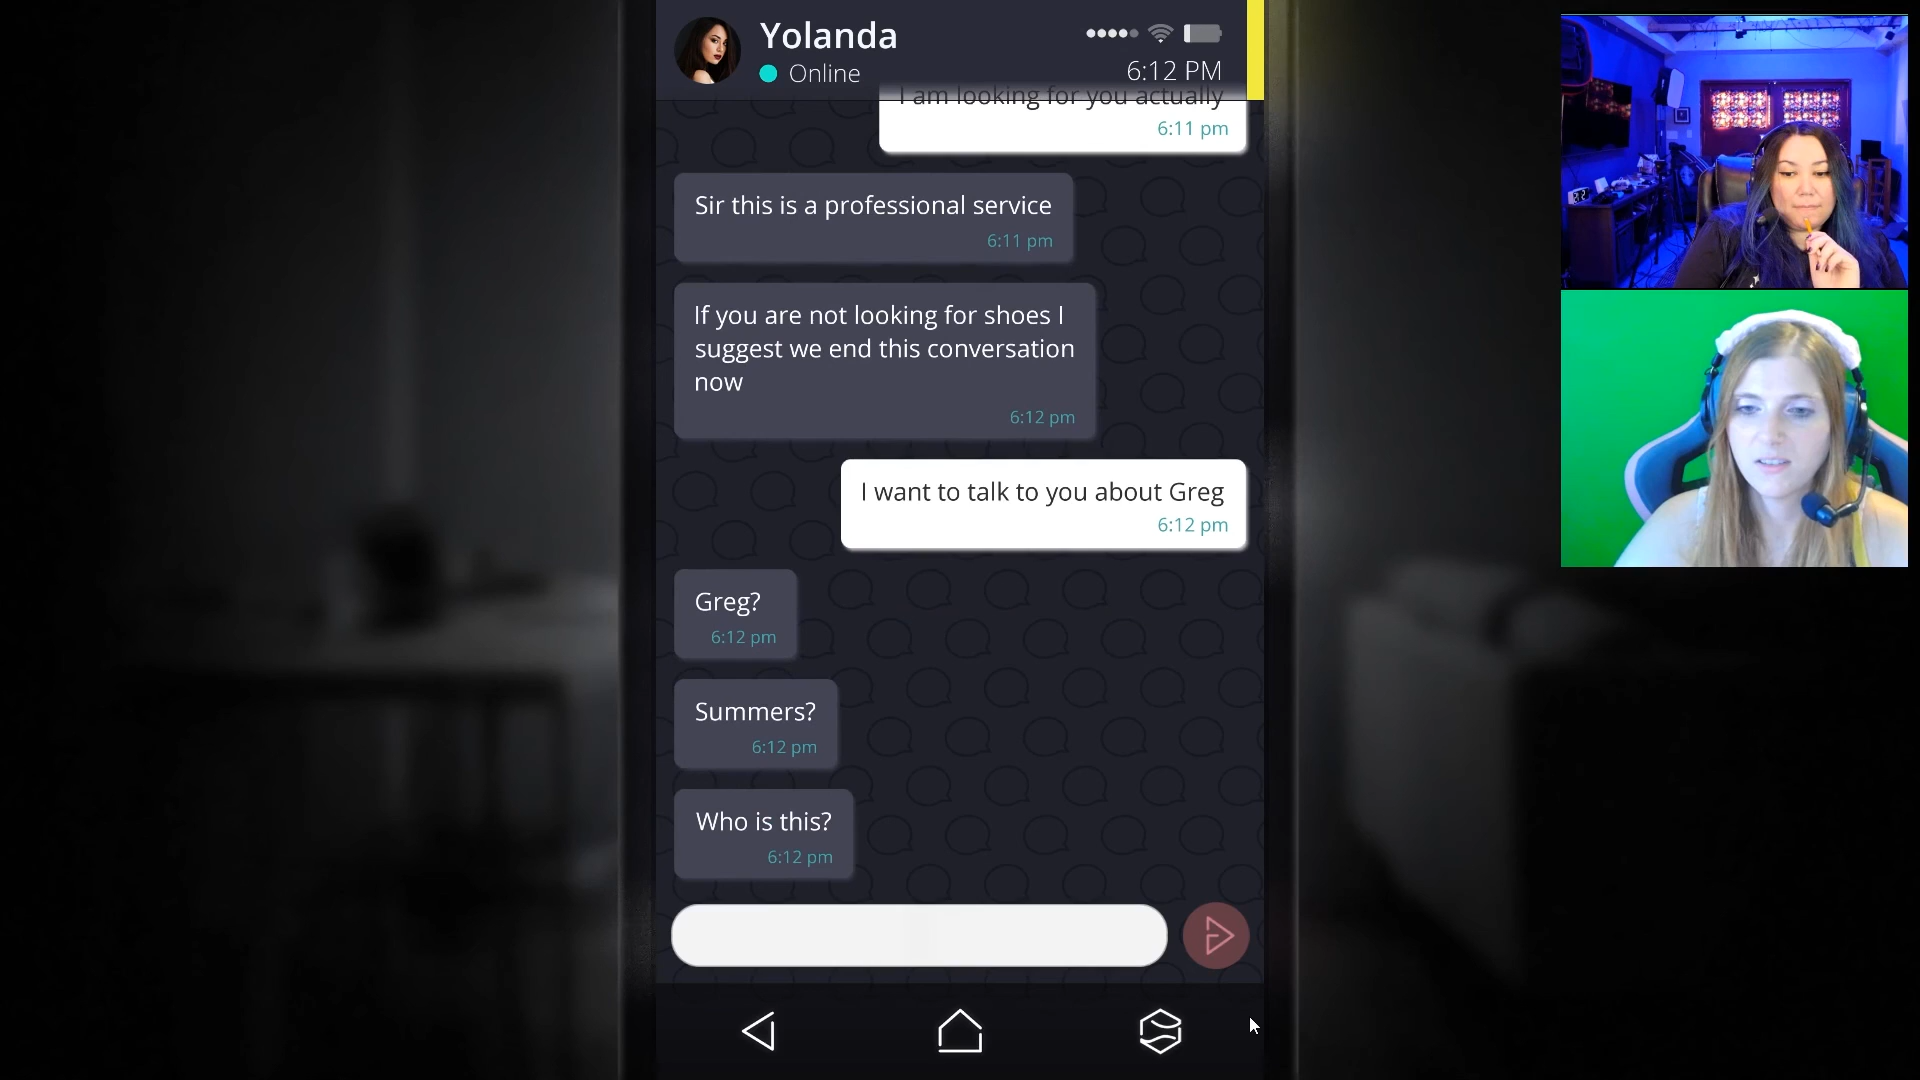 Yolanda
Online
6:12 PM
I am looking for you actually
6:11 pm
Sir this is a professional service
6:11 pm
If you are not looking for shoes I
suggest we end this conversation
now
6:12 pm
I want to talk to you about Greg
6:12 pm
Greg?
6:12 pm
Summers?
6:12 pm
Who is this?
6:12 pm